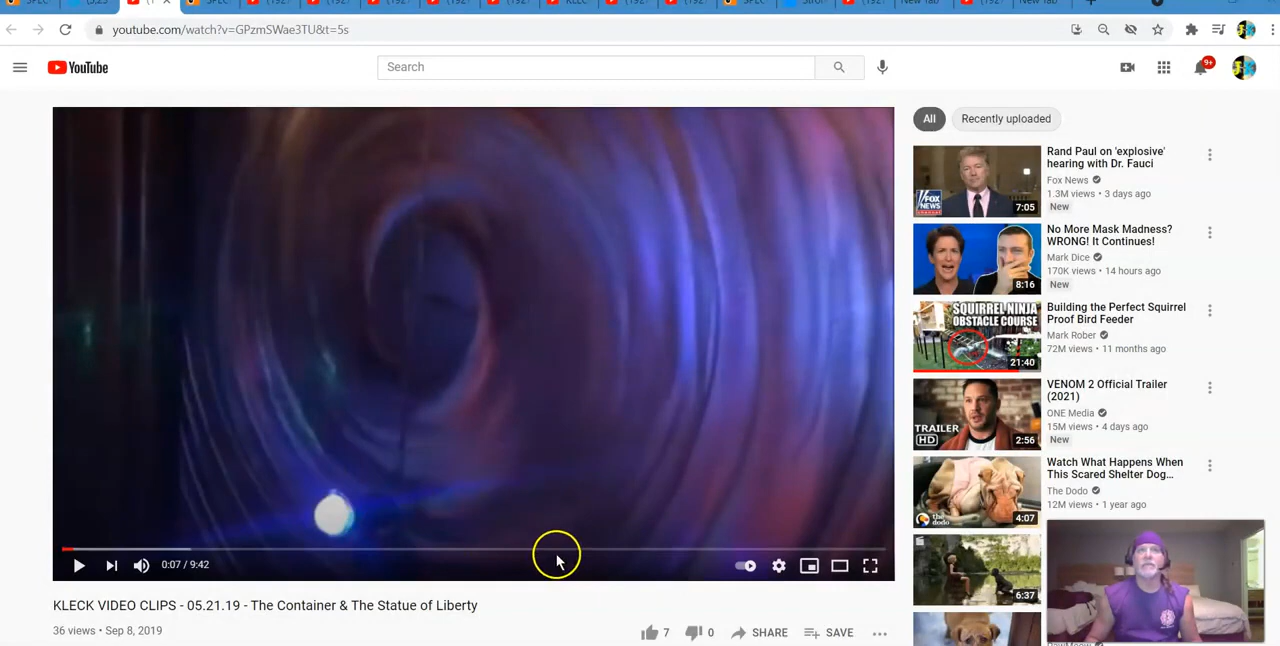 youtube.com/watch?v=GPzmSWae3TU&t=5s
YouTube
Search
9+
All
Recently uploaded
Rand Paul on 'explosive'
hearing with Dr. Fauci
Fox News
1.3M views • 3 days ago
New
FOX
NEWS
7:05
No More Mask Madness?
WRONG! It Continues!
Mark Dice
170K views • 14 hours ago
New
8:16
Building the Perfect Squirrel
Proof Bird Feeder
Mark Rober
72M views • 11 months ago
SQUIRREL NINJA
OBSTACLE COURSE
21:40
VENOM 2 Official Trailer
(2021)
ONE Media
15M views • 4 days ago
New
TRAILER
HD
2:56
Watch What Happens When
This Scared Shelter Dog...
The Dodo
12M views • 1 year ago
the dodo
4:07
6:37
0:07 / 9:42
KLECK VIDEO CLIPS - 05.21.19 - The Container & The Statue of Liberty
36 views • Sep 8, 2019
7
0
SHARE
SAVE